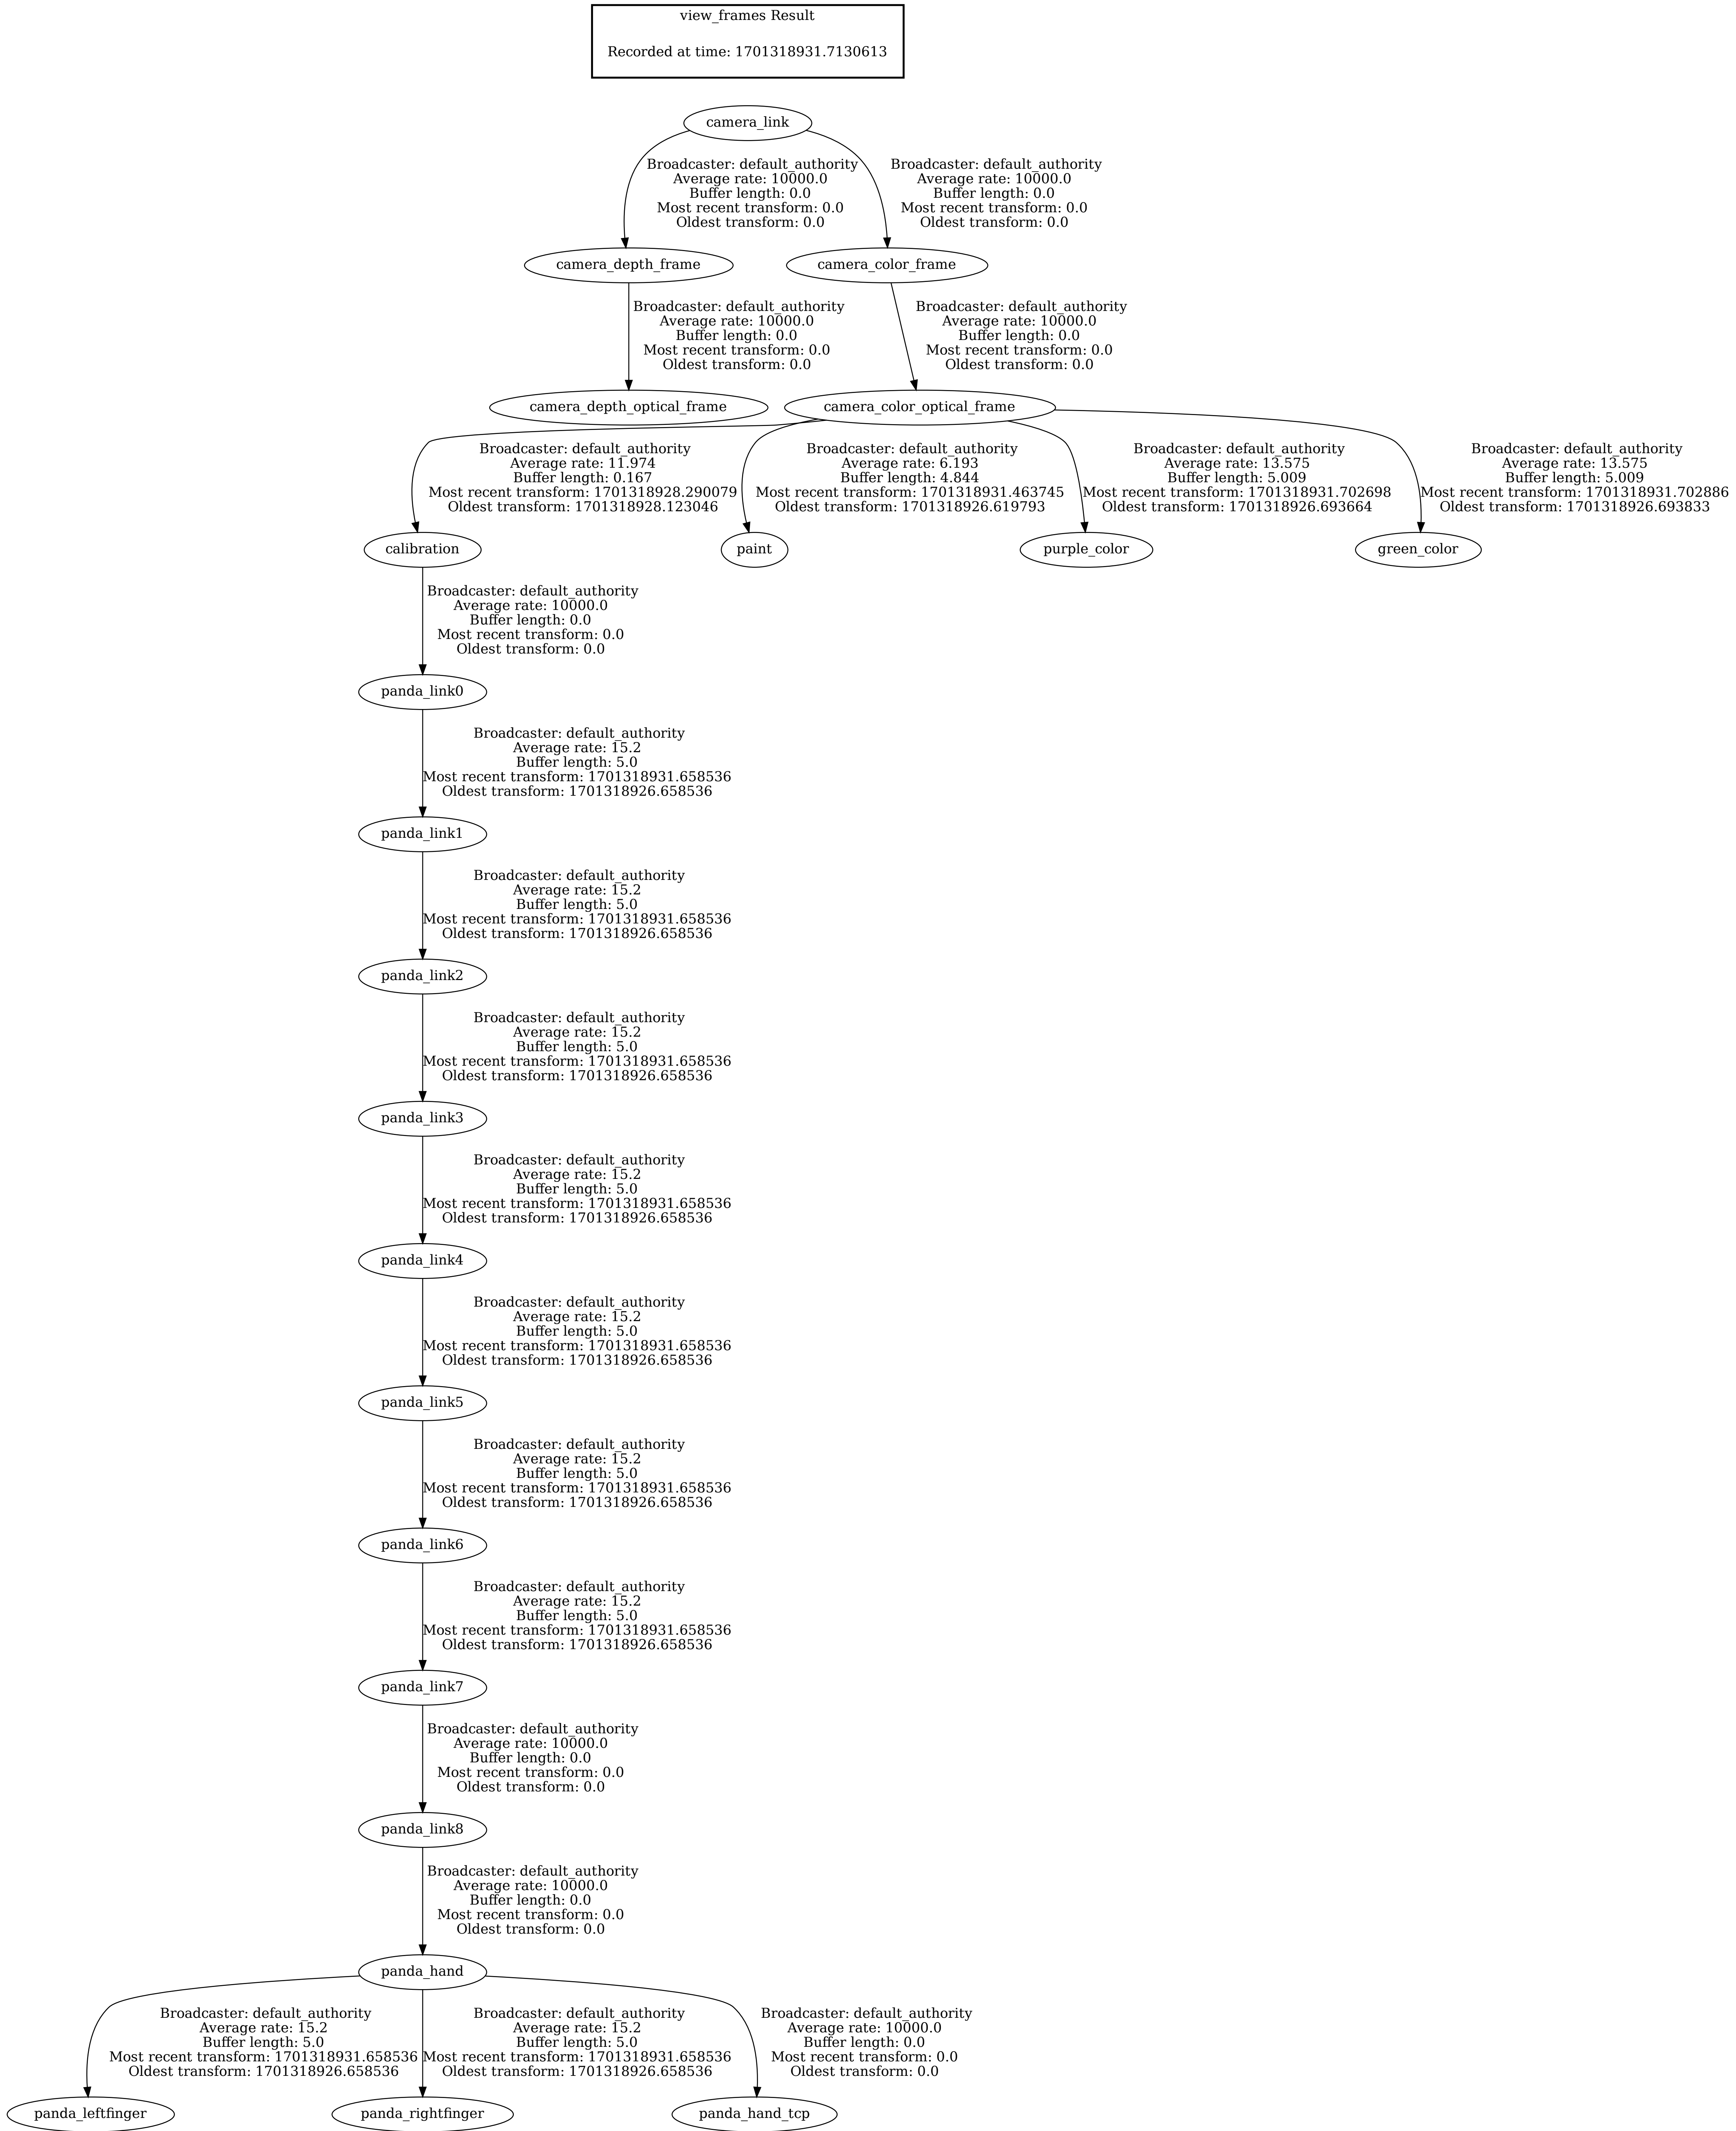 view_frames Result
Recorded at time: 1701318931.7130613
camera_link
Broadcaster: default_authority
Average rate: 10000.0
Buffer length: 0.0
Most recent transform: 0.0
Oldest transform: 0.0
Broadcaster: default_authority
Average rate: 10000.0
Buffer length: 0.0
Most recent transform: 0.0
Oldest transform: 0.0
camera_depth_frame
camera_color_frame
Broadcaster: default_authority
Average rate: 10000.0
Buffer length: 0.0
Most recent transform: 0.0
Oldest transform: 0.0
Broadcaster: default_authority
Average rate: 10000.0
Buffer length: 0.0
Most recent transform: 0.0
Oldest transform: 0.0
camera_depth_optical_frame
camera_color_optical_frame
Broadcaster: default_authority
Average rate: 11.974
Buffer length: 0.167
Most recent transform: 1701318928.290079
Oldest transform: 1701318928.123046
Broadcaster: default_authority
Average rate: 6.193
Buffer length: 4.844
Most recent transform: 1701318931.463745
Oldest transform: 1701318926.619793
Broadcaster: default_authority
Average rate: 13.575
Buffer length: 5.009
Most recent transform: 1701318931.702698
Oldest transform: 1701318926.693664
Broadcaster: default_authority
Average rate: 13.575
Buffer length: 5.009
Most recent transform: 1701318931.702886
Oldest transform: 1701318926.693833
calibration
paint
purple_color
green_color
Broadcaster: default_authority
Average rate: 10000.0
Buffer length: 0.0
Most recent transform: 0.0
Oldest transform: 0.0
panda_link0
Broadcaster: default_authority
Average rate: 15.2
Buffer length: 5.0
Most recent transform: 1701318931.658536
Oldest transform: 1701318926.658536
panda_link1
Broadcaster: default_authority
Average rate: 15.2
Buffer length: 5.0
Most recent transform: 1701318931.658536
Oldest transform: 1701318926.658536
panda_link2
Broadcaster: default_authority
Average rate: 15.2
Buffer length: 5.0
Most recent transform: 1701318931.658536
Oldest transform: 1701318926.658536
panda_link3
Broadcaster: default_authority
Average rate: 15.2
Buffer length: 5.0
Most recent transform: 1701318931.658536
Oldest transform: 1701318926.658536
panda_link4
Broadcaster: default_authority
Average rate: 15.2
Buffer length: 5.0
Most recent transform: 1701318931.658536
Oldest transform: 1701318926.658536
panda_link5
Broadcaster: default_authority
Average rate: 15.2
Buffer length: 5.0
Most recent transform: 1701318931.658536
Oldest transform: 1701318926.658536
panda_link6
Broadcaster: default_authority
Average rate: 15.2
Buffer length: 5.0
Most recent transform: 1701318931.658536
Oldest transform: 1701318926.658536
panda_link7
Broadcaster: default_authority
Average rate: 10000.0
Buffer length: 0.0
Most recent transform: 0.0
Oldest transform: 0.0
panda_link8
Broadcaster: default_authority
Average rate: 10000.0
Buffer length: 0.0
Most recent transform: 0.0
Oldest transform: 0.0
panda_hand
Broadcaster: default_authority
Average rate: 15.2
Buffer length: 5.0
Most recent transform: 1701318931.658536
Oldest transform: 1701318926.658536
Broadcaster: default_authority
Average rate: 15.2
Buffer length: 5.0
Most recent transform: 1701318931.658536
Oldest transform: 1701318926.658536
Broadcaster: default_authority
Average rate: 10000.0
Buffer length: 0.0
Most recent transform: 0.0
Oldest transform: 0.0
panda_leftfinger
panda_rightfinger
panda_hand_tcp